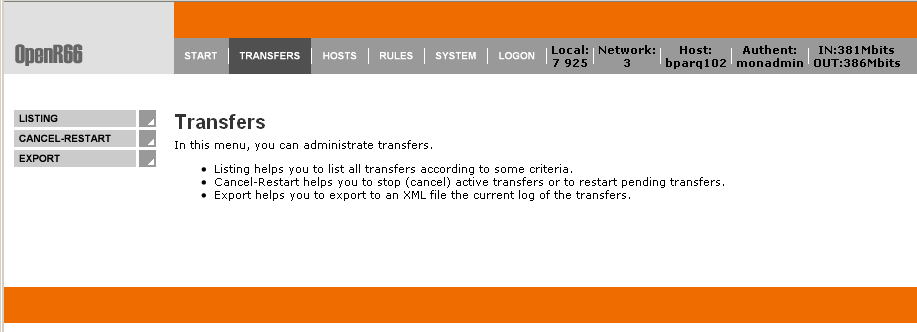 OpenR66
START TRANSFERS HOSTS RULES SYSTEM LOGON Local: Network: Host: Authent: IN:381Mbits
7 925 3 bparq102 monadmin OUT:386Mbits
LISTING
CANCEL-RESTART
EXPORT
Transfers
In this menu, you can administrate transfers.
• Listing helps you to list all transfers according to some criteria.
• Cancel-Restart helps you to stop (cancel) active transfers or to restart pending transfers.
• Export helps you to export to an XML file the current log of the transfers.